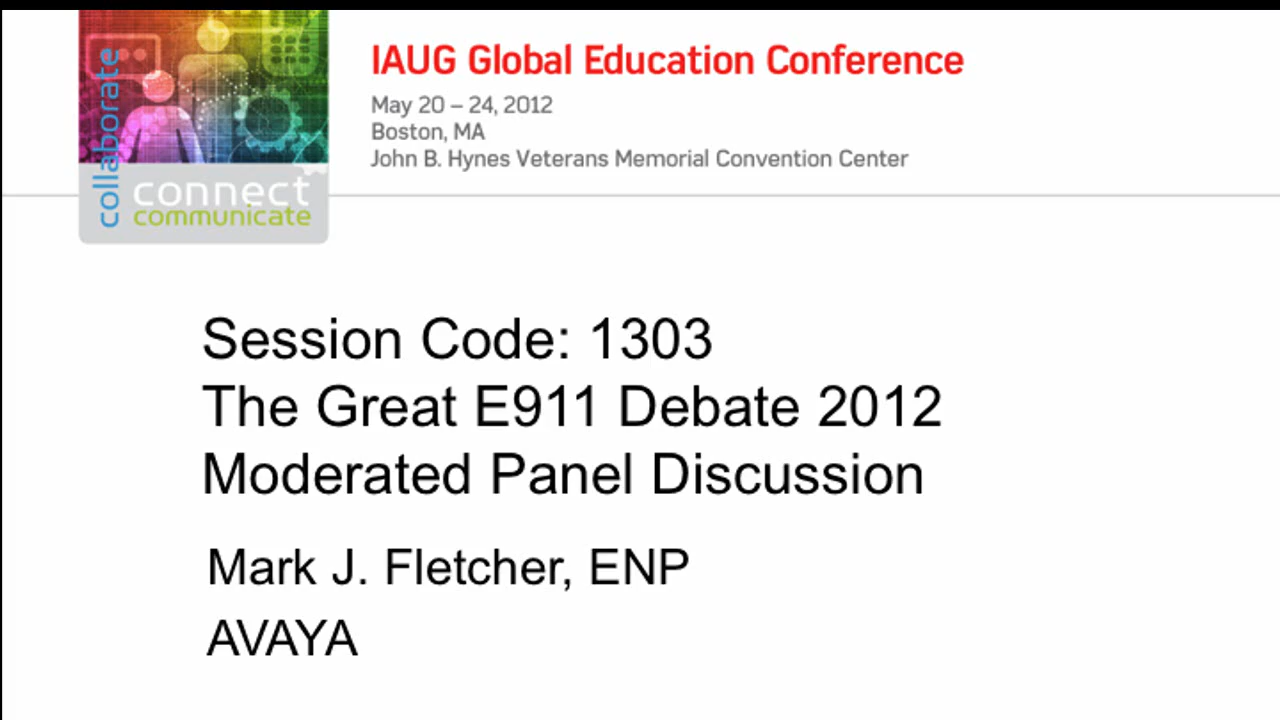 collaborate
connect
communicate
IAUG Global Education Conference
May 20 – 24, 2012
Boston, MA
John B. Hynes Veterans Memorial Convention Center
Session Code: 1303
The Great E911 Debate 2012
Moderated Panel Discussion
Mark J. Fletcher, ENP
AVAYA